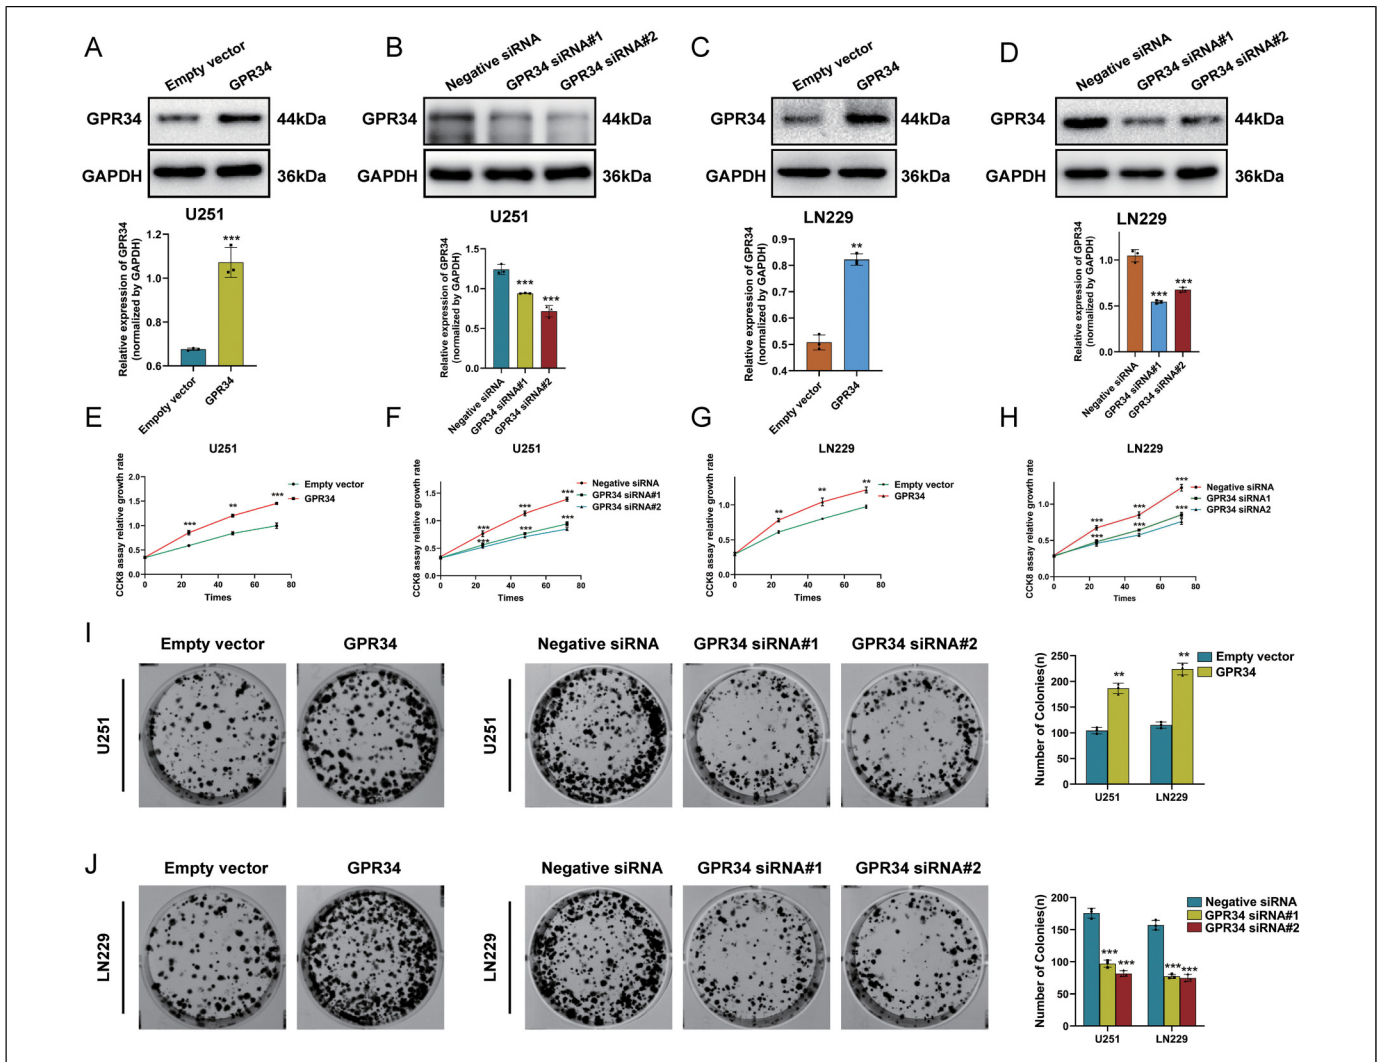 A
Empty vector
GPR34
GPR34
44kDa
GAPDH
36kDa
U251
Relative expression of GPR34
(normalized by GAPDH)
1.2
1.0
0.8
0.6
***
Empoty vector
GPR34
B
Negative siRNA
GPR34 siRNA#1
GPR34 siRNA#2
GPR34
44kDa
GAPDH
36kDa
U251
Relative expression of GPR34
(normalized by GAPDH)
1.5
1.0
0.5
0.0
***
***
Negative siRNA
GPR34 siRNA#1
GPR34 siRNA#2
C
Empty vector
GPR34
GPR34
44kDa
GAPDH
36kDa
LN229
Relative expression of GPR34
(normalized by GAPDH)
0.9
0.8
0.7
0.6
0.5
0.4
**
Empty vector
GPR34
D
Negative siRNA
GPR34 siRNA#1
GPR34 siRNA#2
GPR34
44kDa
GAPDH
36kDa
LN229
Relative expression of GPR34
(normalized by GAPDH)
1.0
0.5
0.0
***
***
Negative siRNA
GPR34 siRNA#1
GPR34 siRNA#2
E
U251
CCK8 assay relative growth rate
2.0
1.5
1.0
0.5
0.0
***
**
***
Empty vector
GPR34
0 20 40 60 80
Times
F
U251
CCK8 assay relative growth rate
1.5
1.0
0.5
0.0
***
***
***
***
***
***
Negative siRNA
GPR34 siRNA#1
GPR34 siRNA#2
0 20 40 60 80
Times
G
LN229
CCK8 assay relative growth rate
1.5
1.0
0.5
0.0
**
**
**
Empty vector
GPR34
0 20 40 60 80
Times
H
LN229
CCK8 assay relative growth rate
1.5
1.0
0.5
0.0
***
***
***
***
***
***
Negative siRNA
GPR34 siRNA1
GPR34 siRNA2
0 20 40 60 80
Times
I
Empty vector
GPR34
Negative siRNA
GPR34 siRNA#1
GPR34 siRNA#2
U251
U251
Number of Colonies(n)
250
200
150
100
50
0
**
**
Empty vector
GPR34
U251
LN229
J
Empty vector
GPR34
Negative siRNA
GPR34 siRNA#1
GPR34 siRNA#2
LN229
LN229
Number of Colonies(n)
200
150
100
50
0
***
***
***
***
Negative siRNA
GPR34 siRNA#1
GPR34 siRNA#2
U251
LN229